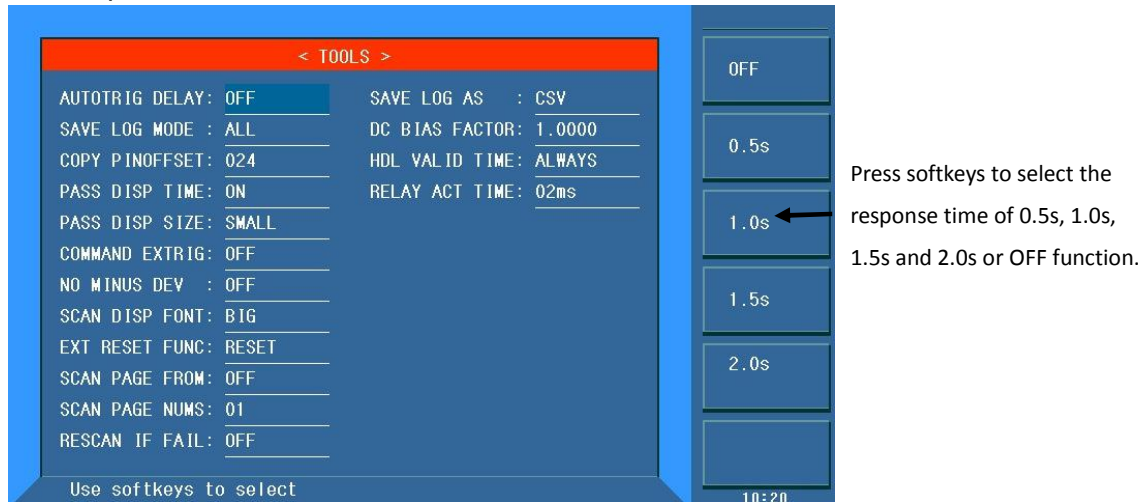 < TOOLS >
AUTOTRIG DELAY: OFF
SAVE LOG MODE : ALL
COPY PINOFFSET: 024
PASS DISP TIME: ON
PASS DISP SIZE: SMALL
COMMAND EXTRIG: OFF
NO MINUS DEV : OFF
SCAN DISP FONT: BIG
EXT RESET FUNC: RESET
SCAN PAGE FROM: OFF
SCAN PAGE NUMS: 01
RESCAN IF FAIL: OFF
SAVE LOG AS : CSV
DC BIAS FACTOR: 1.0000
HDL VALID TIME: ALWAYS
RELAY ACT TIME: 02ms
Use softkeys to select
OFF
0.5s
1.0s
1.5s
2.0s
10:20
Press softkeys to select the
response time of 0.5s, 1.0s,
1.5s and 2.0s or OFF function.